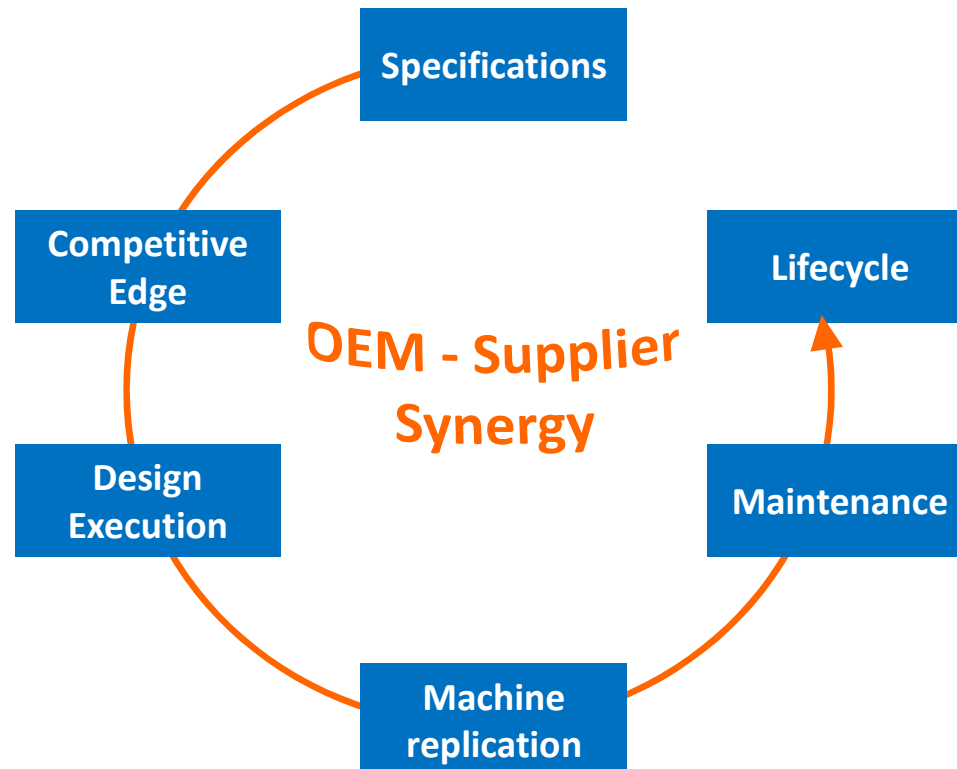 Specifications
Competitive
Edge
Lifecycle
OEM - Supplier
Synergy
Design
Execution
Maintenance
Machine
replication